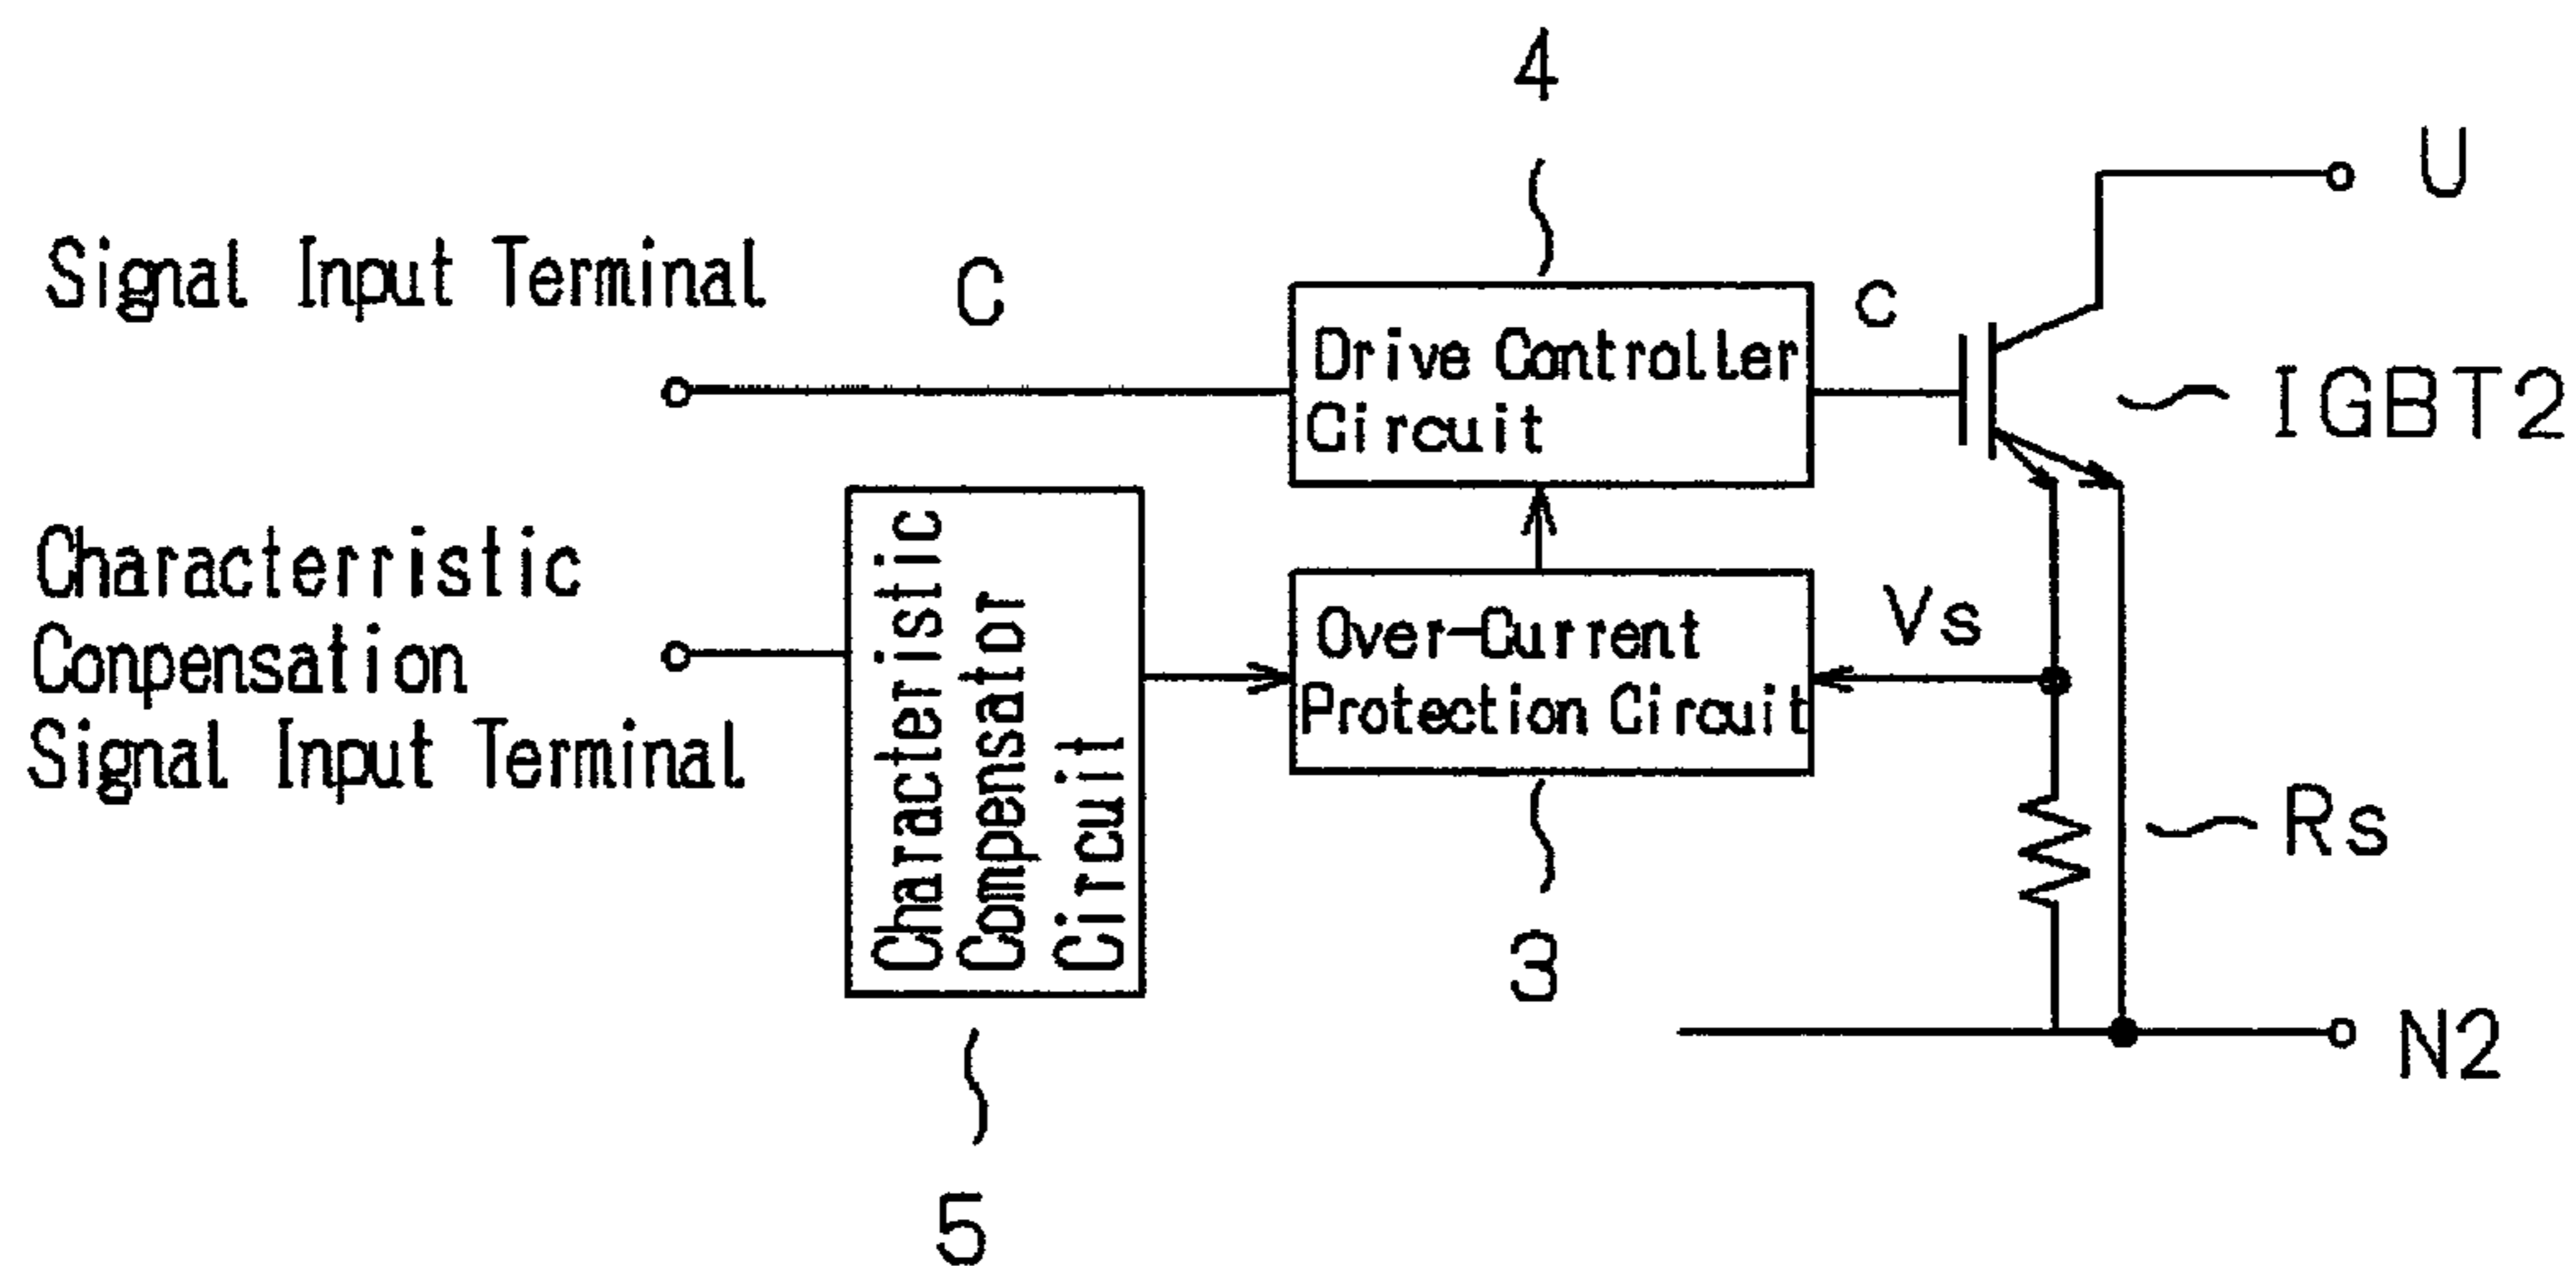 4
U
Signal Input Terminal
C
c
Drive Controller
Circuit
IGBT2
Characterristic
Conpensation
Signal Input Terminal
Characteristic
Compensator
Circuit
Over-Current
Protection Circuit
Vs
Rs
3
N2
5